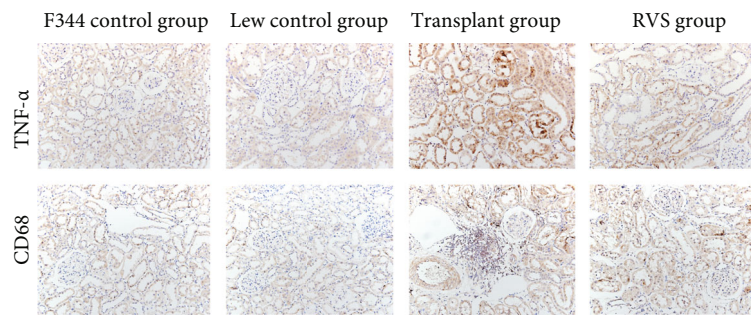 F344 control group
Lew control group
Transplant group
RVS group
TNF-α
CD68